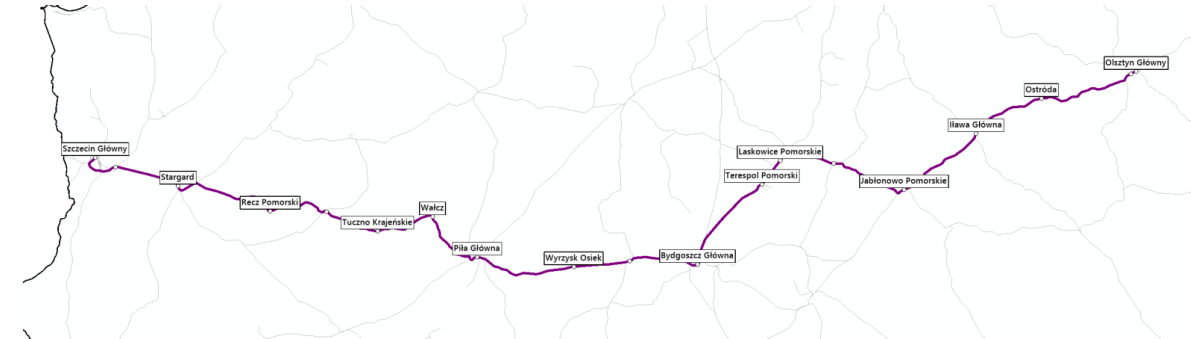 Szczecin Główny
Stargard
Recz Pomorski
Tuczno Krajeńskie
Wałcz
Piła Główna
Wyrzysk Osiek
Bydgoszcz Główna
Terespol Pomorski
Laskowice Pomorskie
Jabłonowo Pomorskie
Iława Główna
Ostróda
Olsztyn Główny